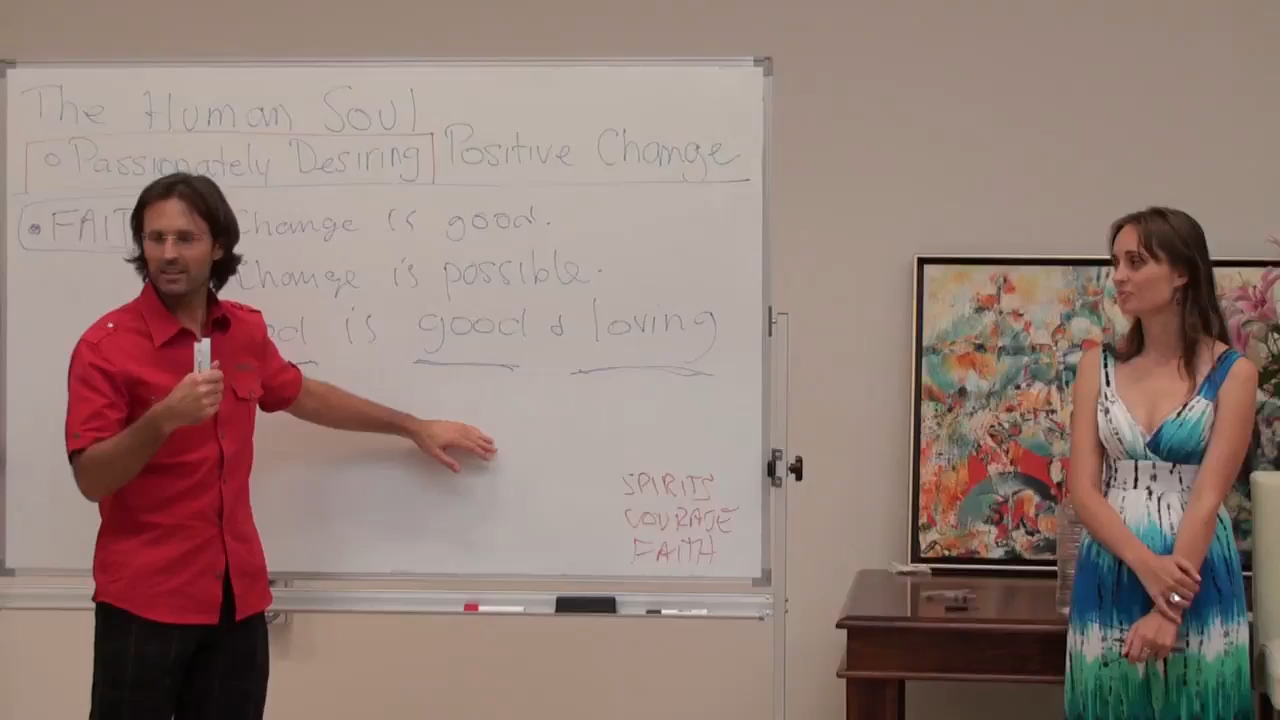 The Human Soul
Passionately Desiring Positive Change
Change is good.
Change is possible.
is good & loving
SPIRITS
COURAGE
FAITH